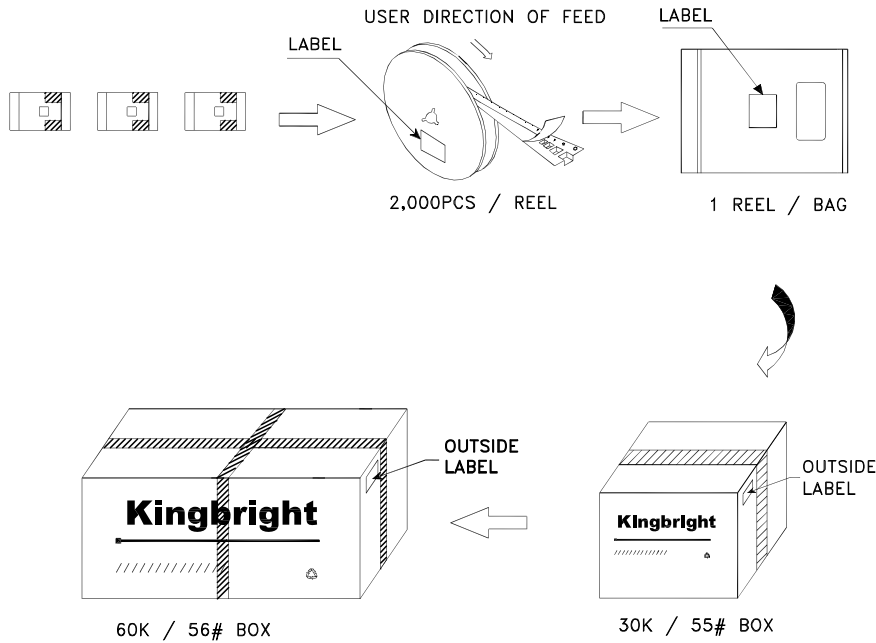 USER DIRECTION OF FEED
LABEL
LABEL
2,000PCS / REEL
1 REEL / BAG
OUTSIDE
LABEL
Kingbright
60K / 56# BOX
OUTSIDE
LABEL
Kingbright
30K / 55# BOX